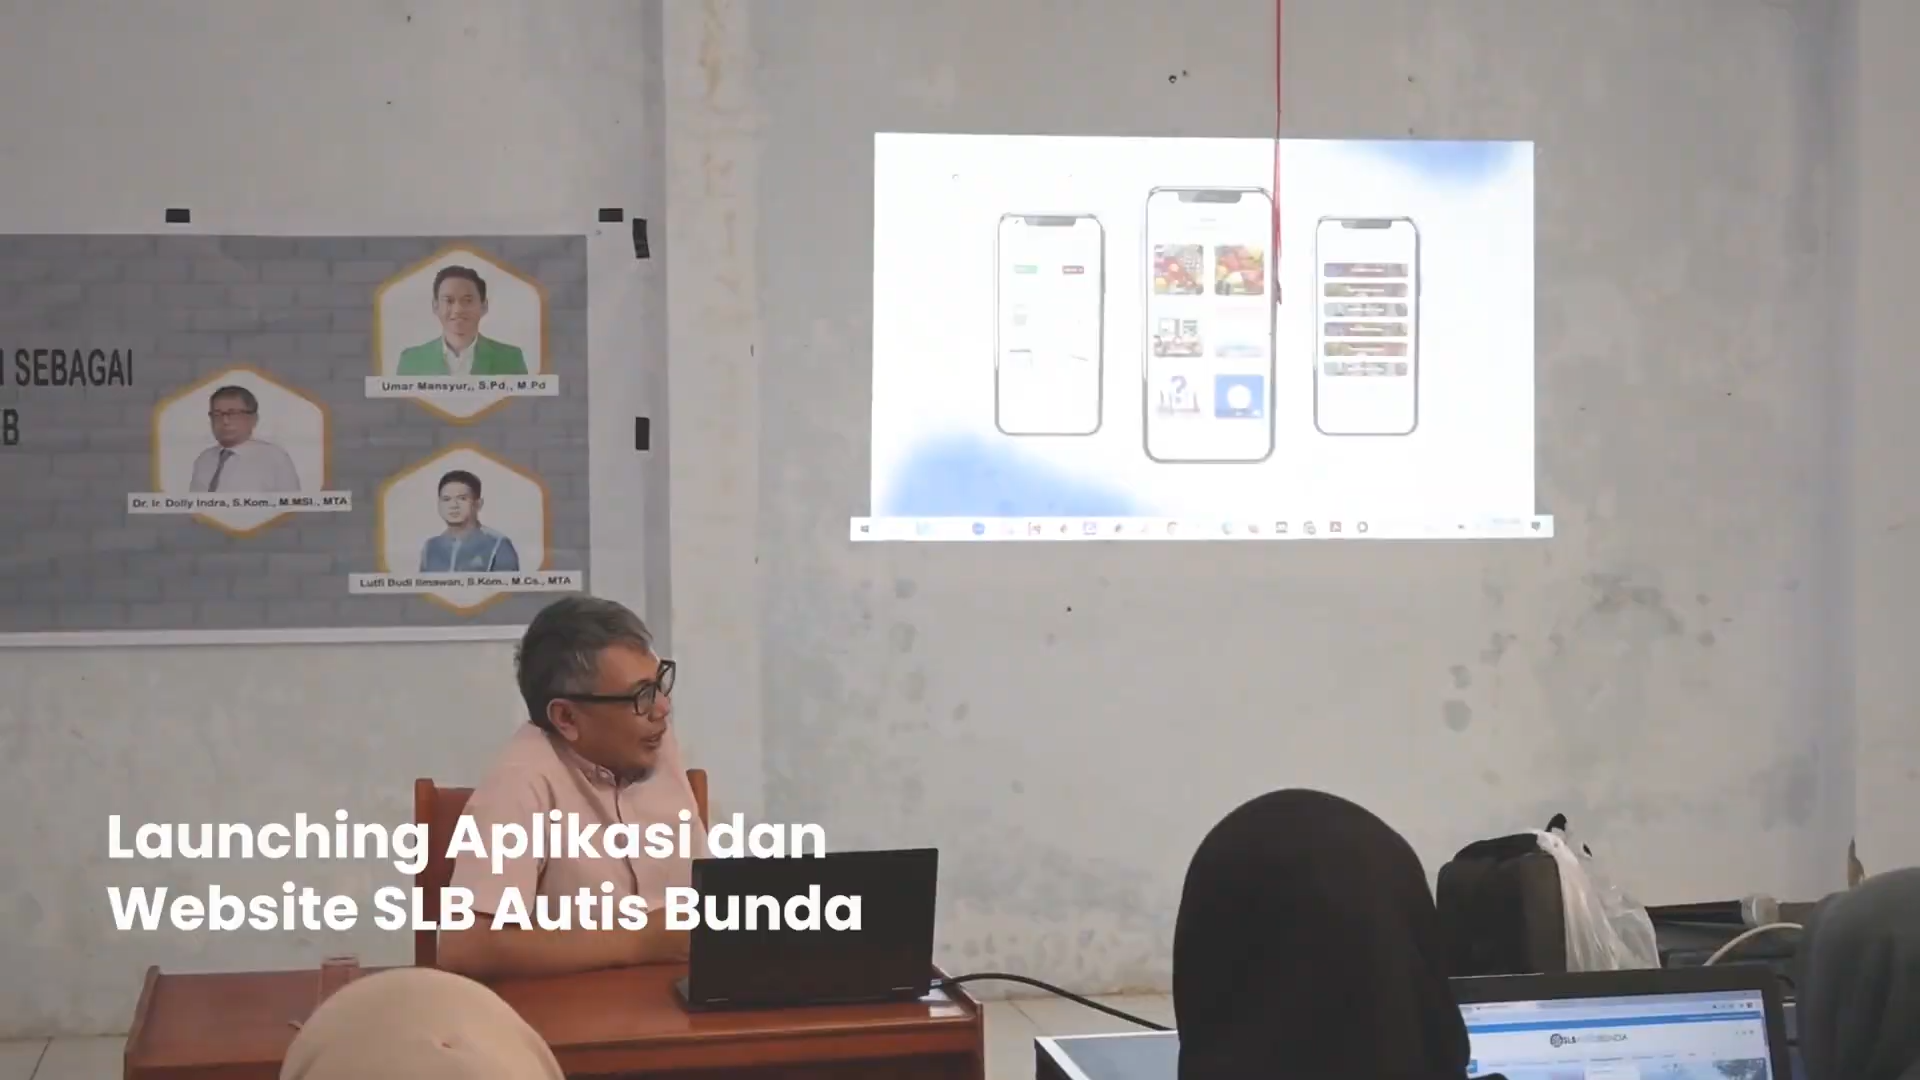 SEBAGAI
Umar Mansyur,, S.Pd., M.Pd
Dr. Ir. Dolly Indra, S.Kom., M.MSI., MTA
Lutfi Budi Ilmawan, S.Kom., M.Cs., MTA
Launching Aplikasi dan
Website SLB Autis Bunda